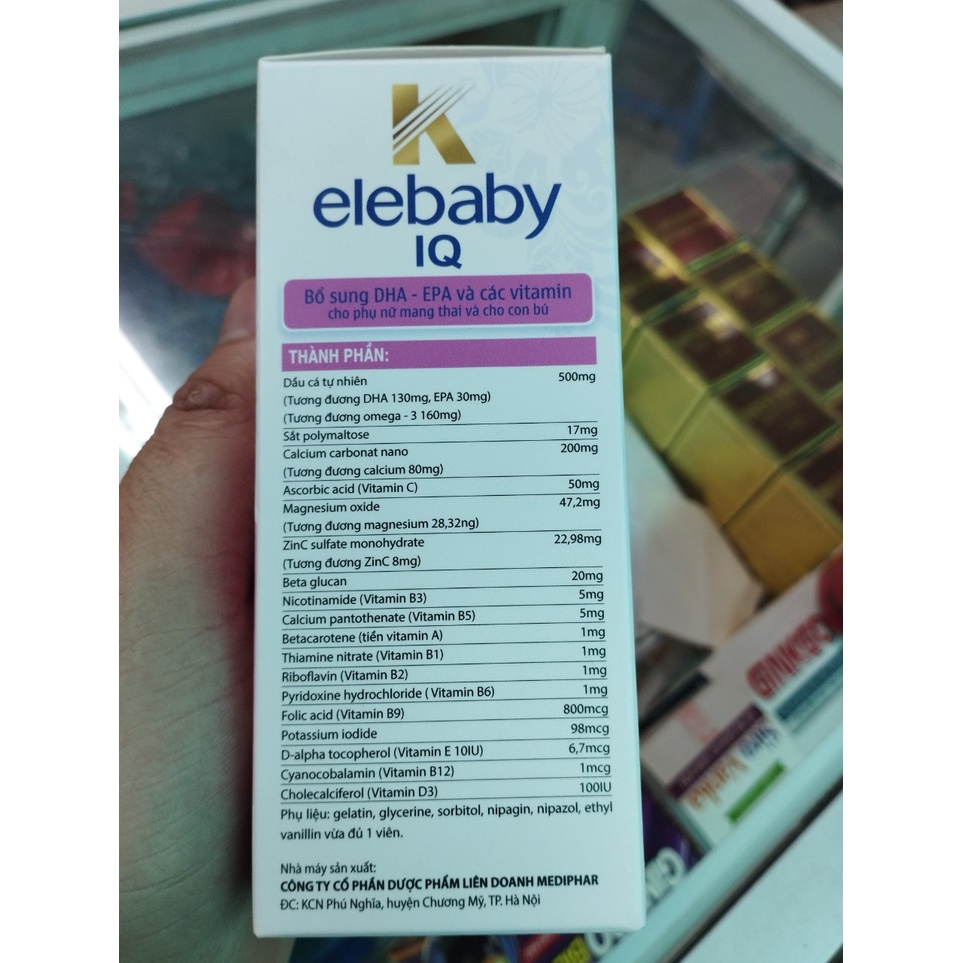 K
elebaby
IQ
Bổ sung DHA - EPA và các vitamin
cho phụ nữ mang thai và cho con bú
THÀNH PHẦN:
Dầu cá tự nhiên 500mg
(Tương đương DHA 130mg, EPA 30mg)
(Tương đương omega - 3 160mg)
Sắt polymaltose 17mg
Calcium carbonat nano 200mg
(Tương đương calcium 80mg)
Ascorbic acid (Vitamin C) 50mg
Magnesium oxide 47,2mg
(Tương đương magnesium 28,32ng)
ZinC sulfate monohydrate 22,98mg
(Tương đương ZinC 8mg)
Beta glucan 20mg
Nicotinamide (Vitamin B3) 5mg
Calcium pantothenate (Vitamin B5) 5mg
Betacarotene (tiền vitamin A) 1mg
Thiamine nitrate (Vitamin B1) 1mg
Riboflavin (Vitamin B2) 1mg
Pyridoxine hydrochloride ( Vitamin B6) 1mg
Folic acid (Vitamin B9) 800mcg
Potassium iodide 98mcg
D-alpha tocopherol (Vitamin E 10IU) 6,7mcg
Cyanocobalamin (Vitamin B12) 1mcg
Cholecalciferol (Vitamin D3) 100IU
Phụ liệu: gelatin, glycerine, sorbitol, nipagin, nipazol, ethyl
vanillin vừa đủ 1 viên.
Nhà máy sản xuất:
CÔNG TY CỔ PHẦN DƯỢC PHẨM LIÊN DOANH MEDIPHAR
ĐC: KCN Phú Nghĩa, huyện Chương Mỹ, TP. Hà Nội